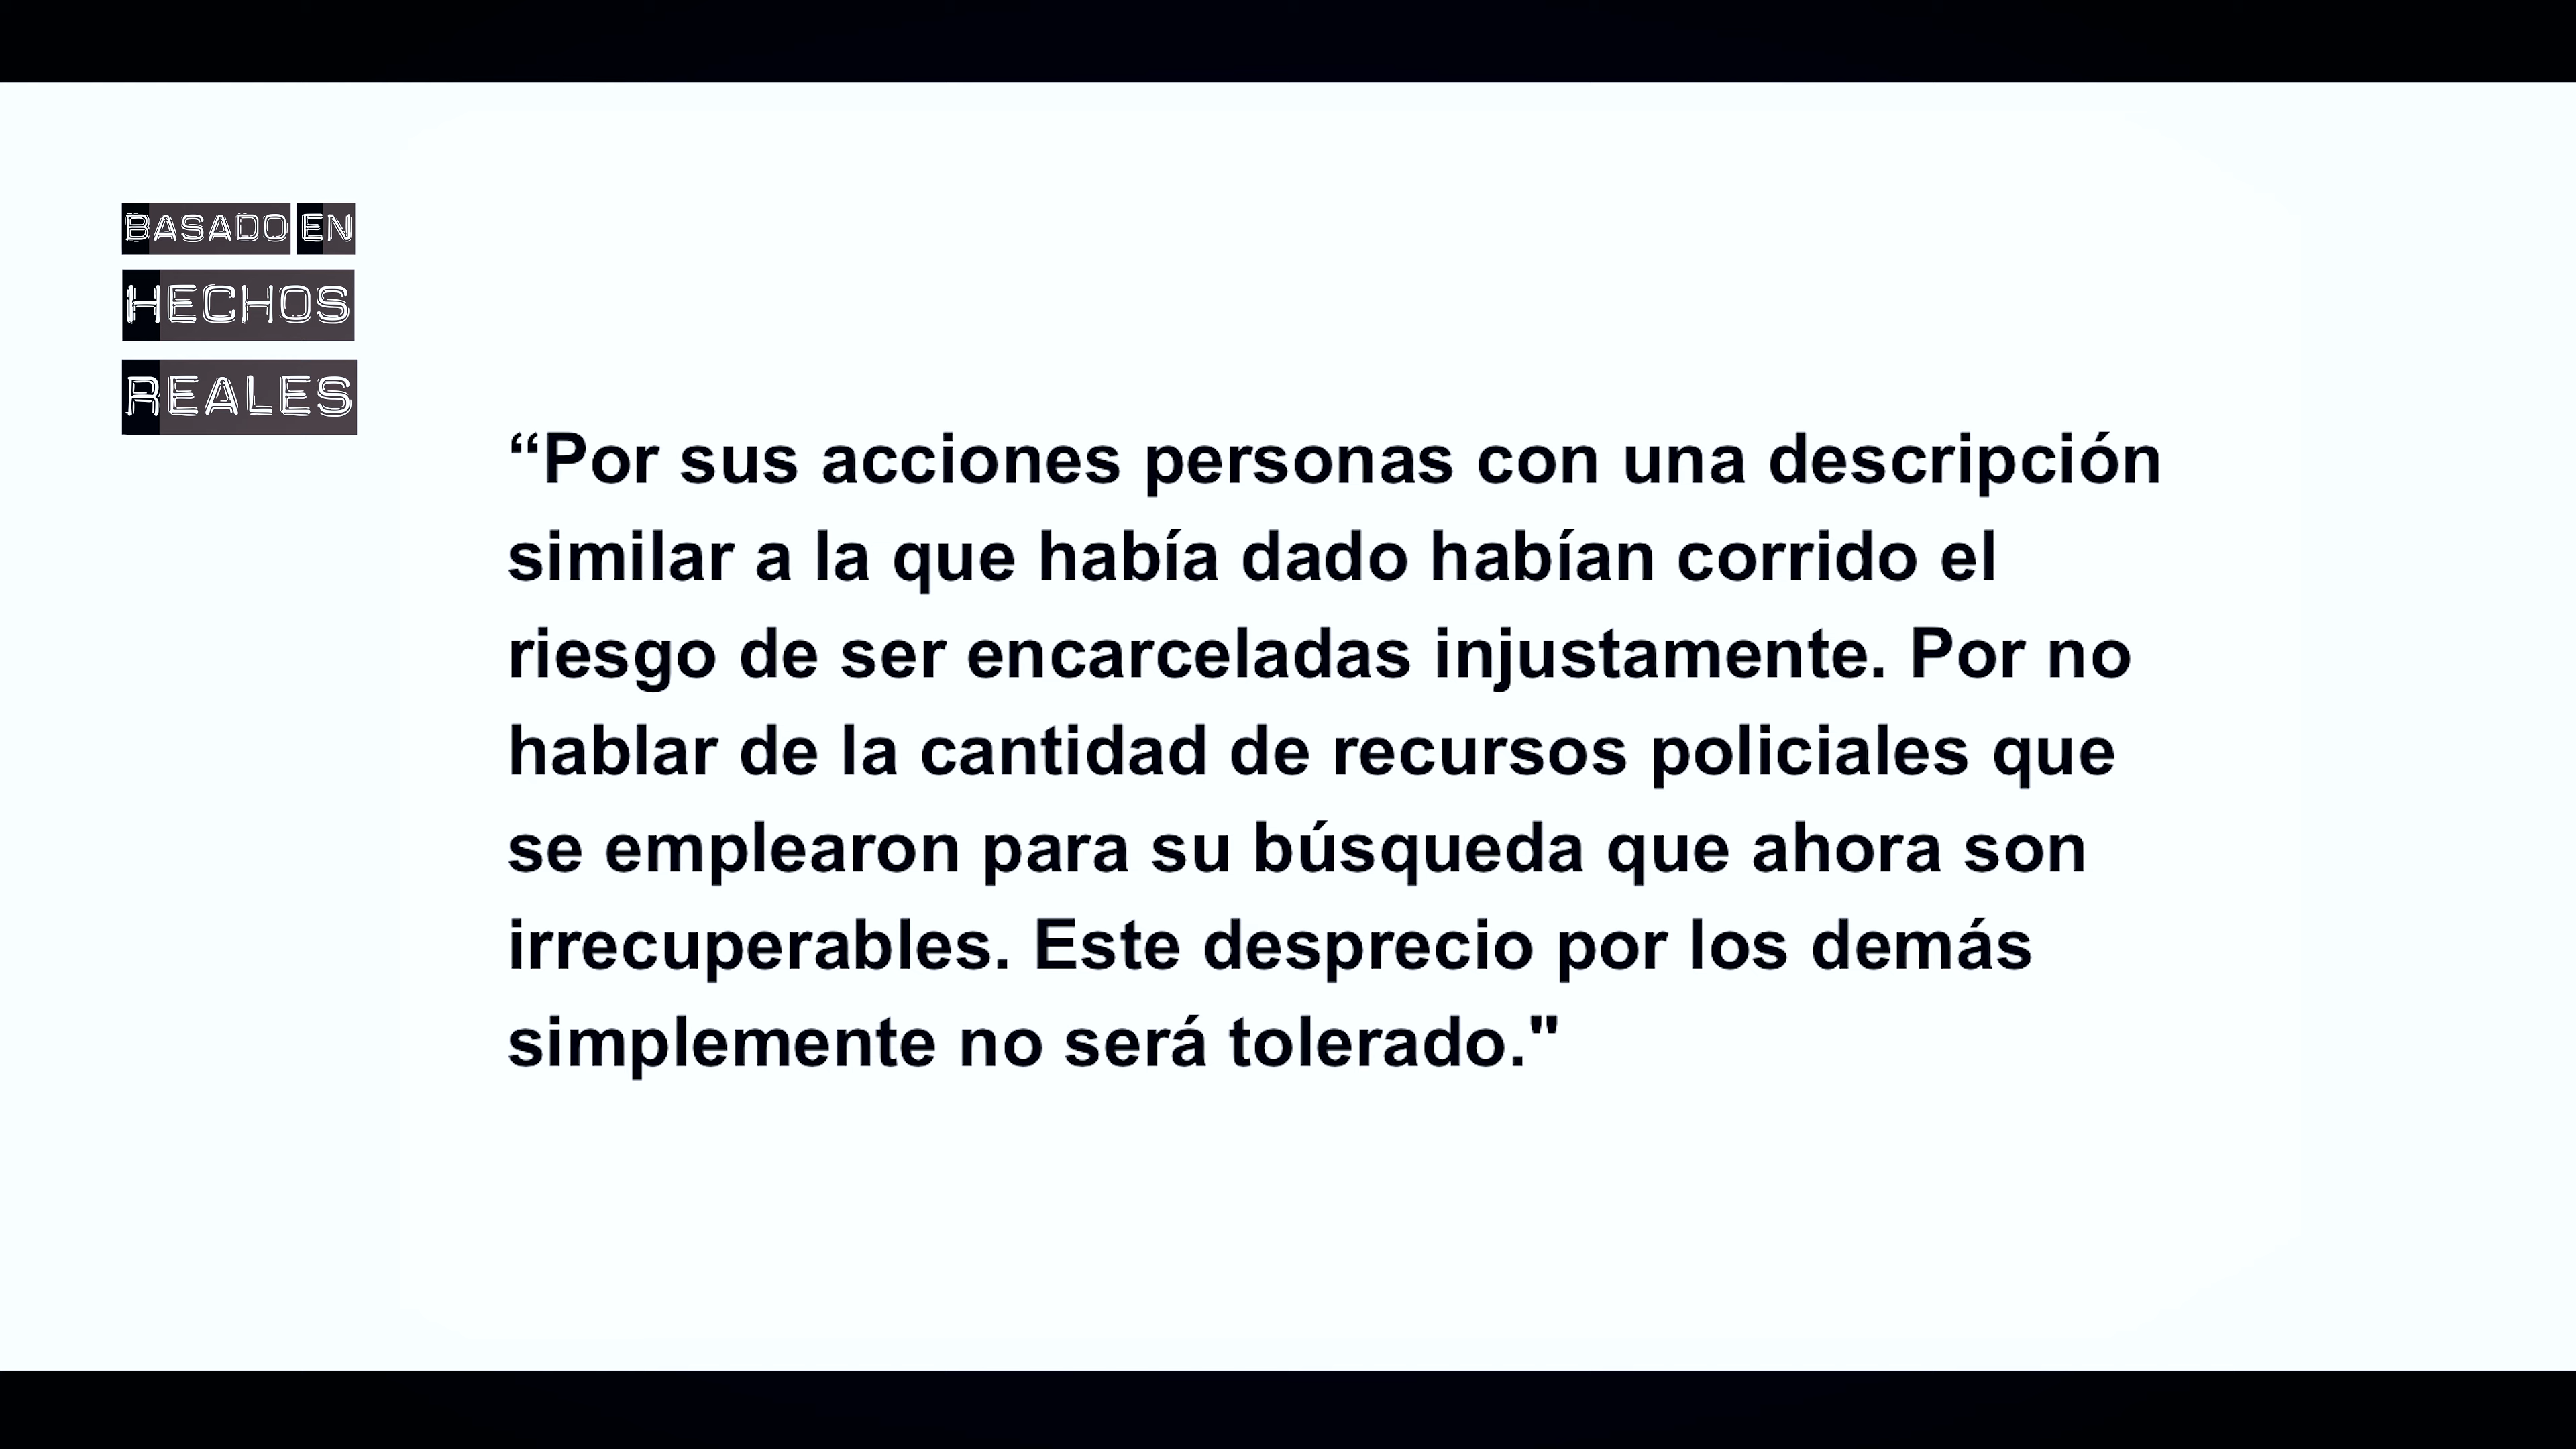 BASADO EN
HECHOS
REALES
“Por sus acciones personas con una descripción
similar a la que había dado habían corrido el
riesgo de ser encarceladas injustamente. Por no
hablar de la cantidad de recursos policiales que
se emplearon para su búsqueda que ahora son
irrecuperables. Este desprecio por los demás
simplemente no será tolerado."